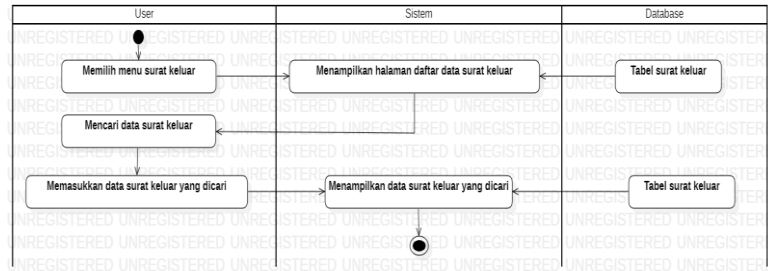 User
Sistem
Database
Memilih menu surat keluar
Menampilkan halaman daftar data surat keluar
Tabel surat keluar
Mencari data surat keluar
Memasukkan data surat keluar yang dicari
Menampilkan data surat keluar yang dicari
Tabel surat keluar
UNREGISTERED